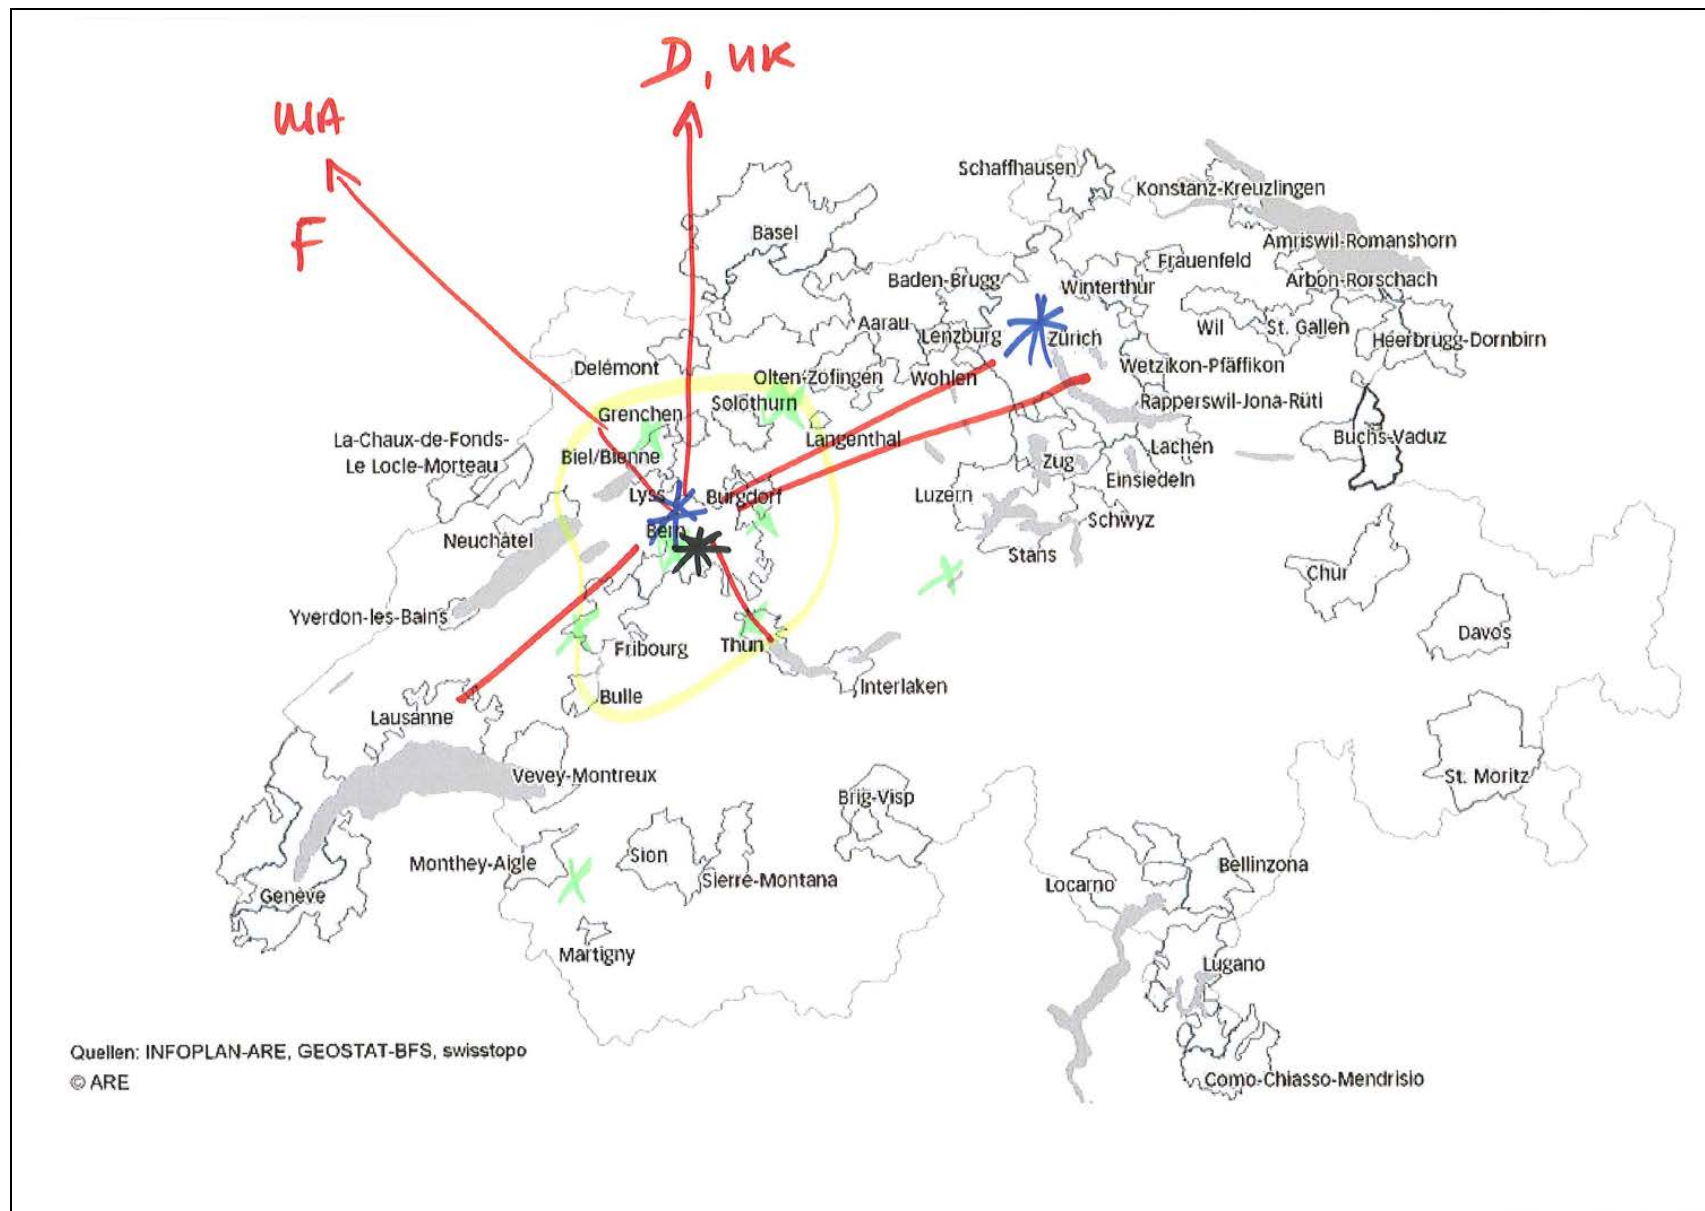 D, UK
F
Schaffhausen
Konstanz-Kreuzlingen
Basel
Amriswil-Romanshorn
Frauenfeld
Baden-Brugg
Arbon-Rorschach
Winterthur
Aarau
Lenzburg
Zürich
Wil
St. Gallen
Heerbrugg-Dornbirn
Delémont
Olten-Zofingen
Wohlen
Wetzikon-Pfäffikon
Solothurn
Rapperswil-Jona-Rüti
Grenchen
La-Chaux-de-Fonds-
Le Locle-Morteau
Langenthal
Lachen
Buchs-Vaduz
Biel/Bienne
Zug
Einsiedeln
Lyss
Burgdorf
Luzern
Schwyz
Bern
Neuchâtel
Stans
Chur
Yverdon-les-Bains
Davos
Fribourg
Thun
Interlaken
Bulle
Lausanne
Vevey-Montreux
St. Moritz
Brig-Visp
Monthey-Aigle
Sion
Sierre-Montana
Bellinzona
Locarno
Genève
Martigny
Lugano
Quellen: INFOPLAN-ARE, GEOSTAT-BFS, swisstopo
© ARE
Como-Chiasso-Mendrisio